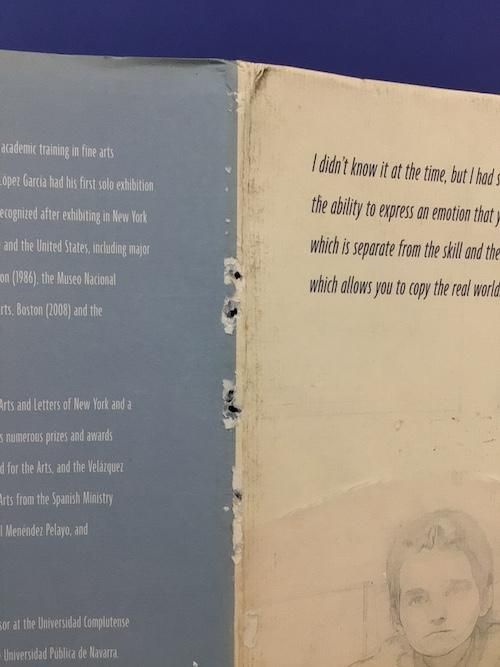 academic training in fine arts
López García had his first solo exhibition
ecognized after exhibiting in New York
and the United States, including major
on (1986), the Museo Nacional
rts, Boston (2008) and the
Arts and Letters of New York and a
s numerous prizes and awards
d for the Arts, and the Velázquez
Arts from the Spanish Ministry
l Menéndez Pelayo, and
sor at the Universidad Complutense
Universidad Pública de Navarra.
I didn't know it at the time, but I had s
the ability to express an emotion that y
which is separate from the skill and the
which allows you to copy the real world